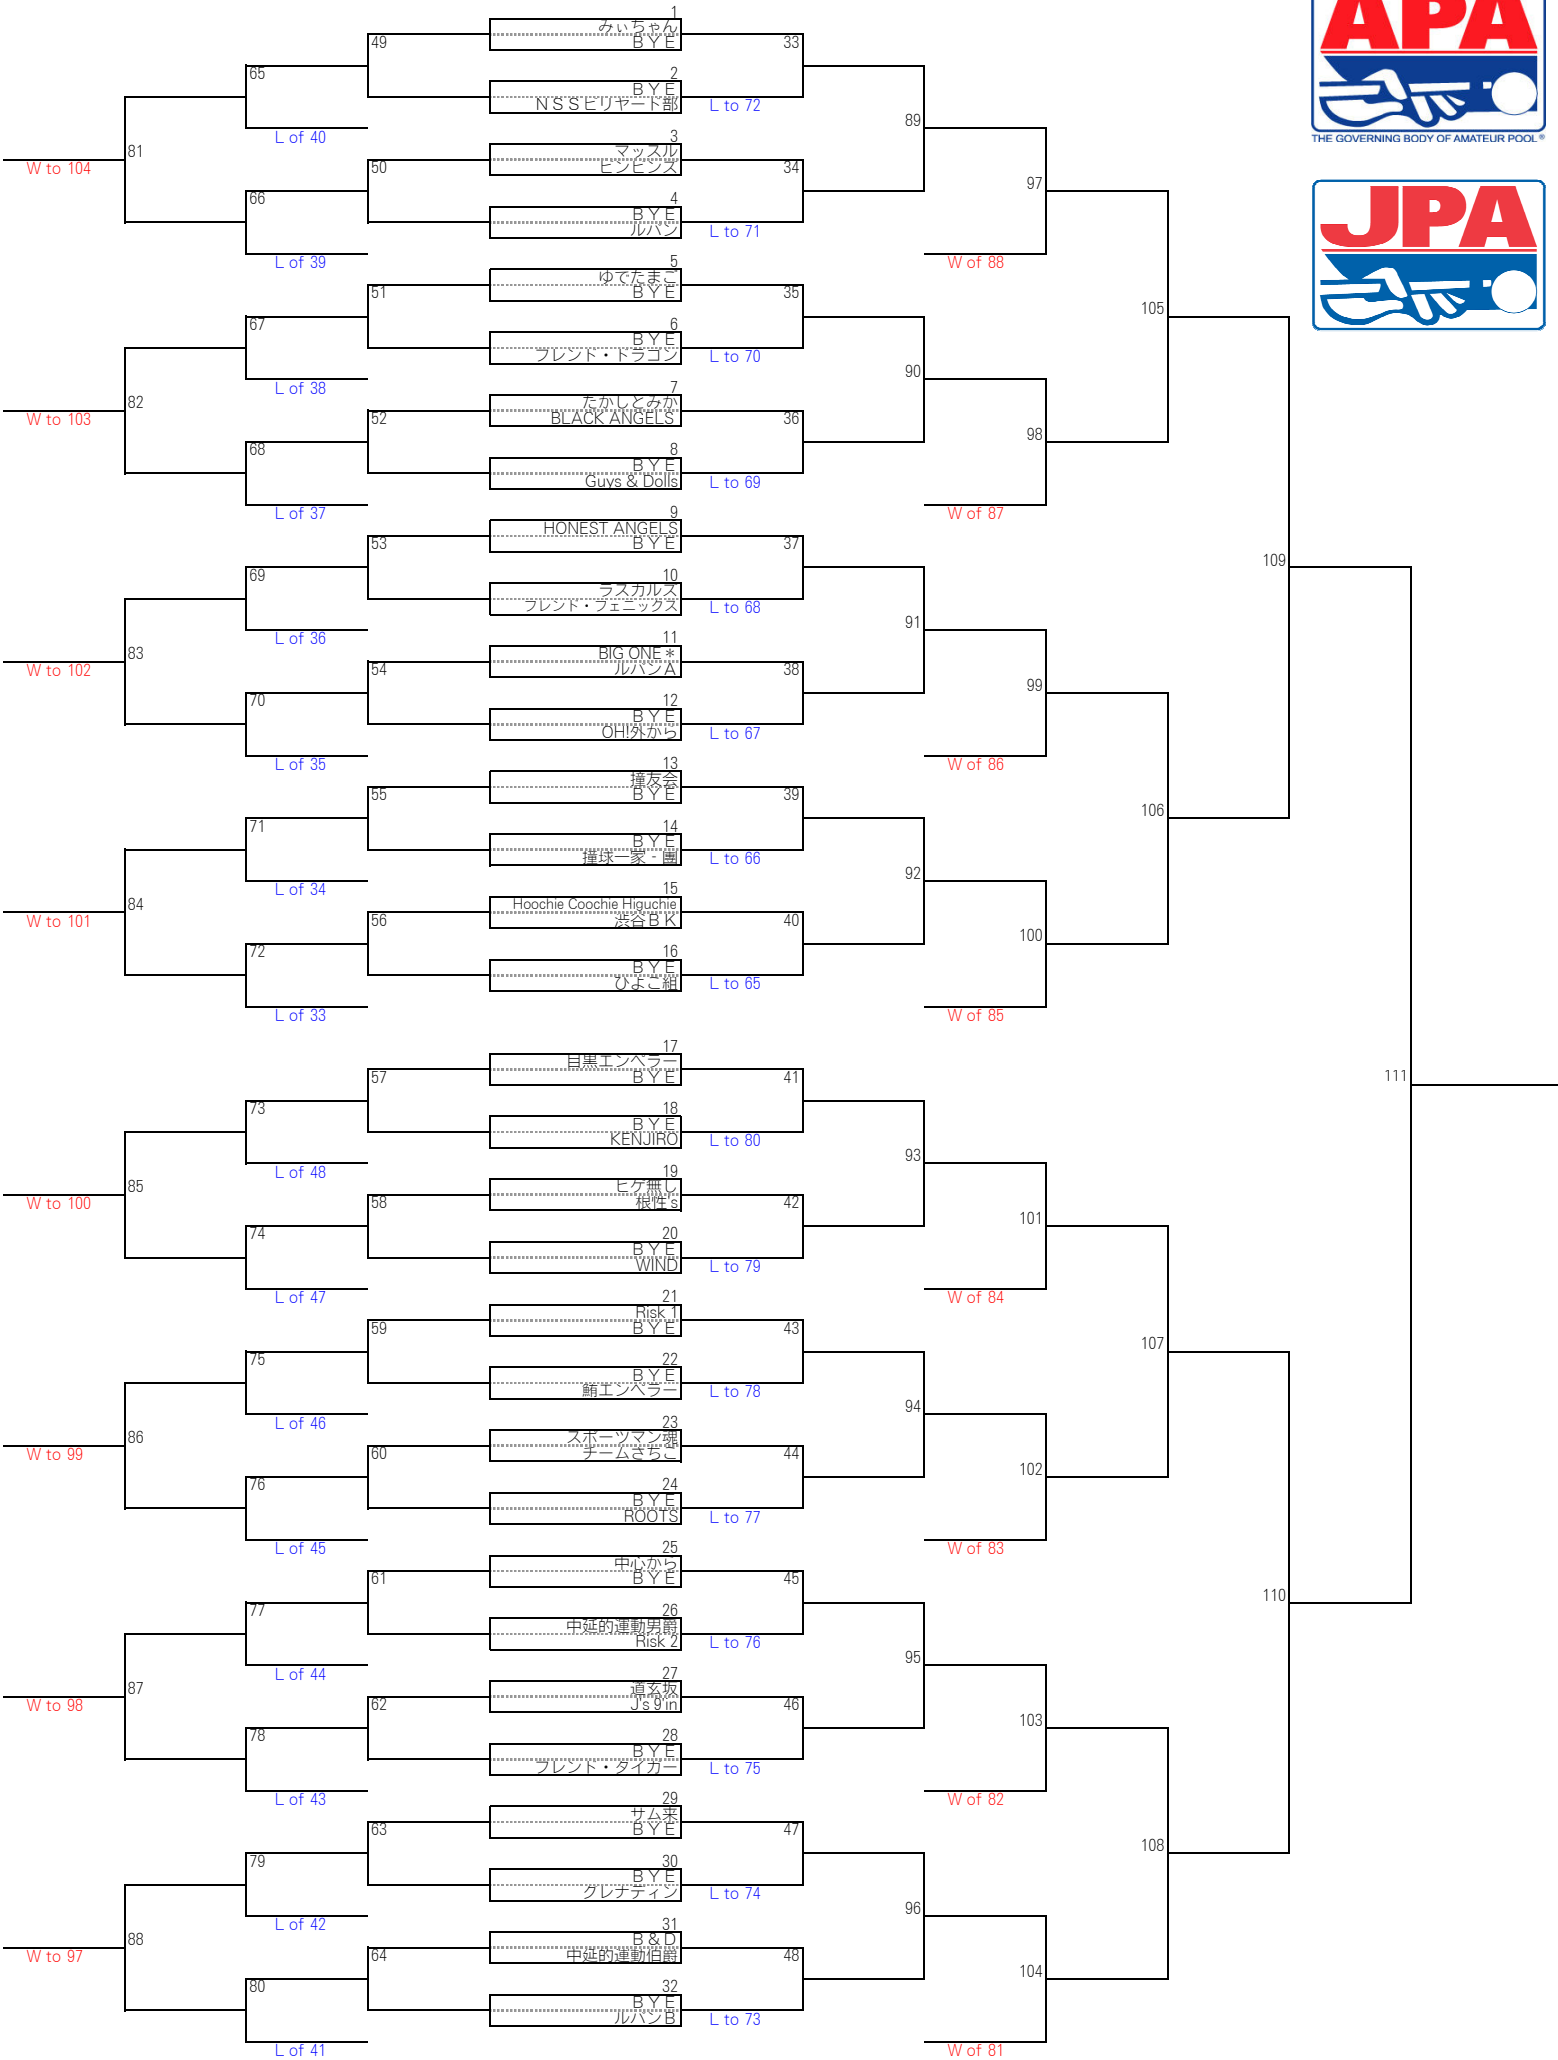 APA
THE GOVERNING BODY OF AMATEUR POOL®
JPA
1
みぃちゃん
ＢＹＥ
49
33
65
2
ＢＹＥ
ＮＳＳビリヤード部
L to 72
89
L of 40
81
W to 104
3
マッスル
ビンビンズ
50
34
66
4
ＢＹＥ
ルパン
L to 71
97
L of 39
W of 88
5
ゆでたまご
ＢＹＥ
51
35
67
6
ＢＹＥ
フレンド・ドラゴン
L to 70
105
90
L of 38
82
W to 103
7
たかしとみか
BLACK ANGELS
52
36
68
8
ＢＹＥ
Guys & Dolls
L to 69
98
L of 37
W of 87
9
HONEST ANGELS
ＢＹＥ
53
37
109
69
10
ラスカルズ
フレンド・フェニックス
L to 68
91
L of 36
83
W to 102
11
BIG ONE＊
ルパンＡ
54
38
70
12
ＢＹＥ
OH!外から
L to 67
99
L of 35
W of 86
13
撞友会
ＢＹＥ
55
39
71
14
ＢＹＥ
撞球一家‐團
L to 66
106
92
L of 34
84
W to 101
15
Hoochie Coochie Higuchie
渋谷ＢＫ
56
40
72
16
ＢＹＥ
ひよこ組
L to 65
100
L of 33
W of 85
17
目黒エンペラー
ＢＹＥ
57
41
111
73
18
ＢＹＥ
KENJIRO
L to 80
93
L of 48
85
W to 100
19
ヒゲ無し
根性's
58
42
74
20
ＢＹＥ
WIND
L to 79
101
L of 47
W of 84
21
Risk 1
ＢＹＥ
59
43
75
22
ＢＹＥ
鮪エンペラー
L to 78
107
94
L of 46
86
W to 99
23
スポーツマン魂
チームさちこ
60
44
76
24
ＢＹＥ
ROOTS
L to 77
102
L of 45
W of 83
25
中心から
ＢＹＥ
61
45
77
26
中延的運動男爵
Risk 2
L to 76
110
95
L of 44
87
W to 98
27
道玄坂
J's 9'in
62
46
78
28
ＢＹＥ
フレンド・タイガー
L to 75
103
L of 43
W of 82
29
サム来
ＢＹＥ
63
47
79
30
ＢＹＥ
グレナディン
L to 74
108
96
L of 42
88
W to 97
31
Ｂ＆Ｄ
中延的運動伯爵
64
48
80
32
ＢＹＥ
ルパンＢ
L to 73
104
L of 41
W of 81